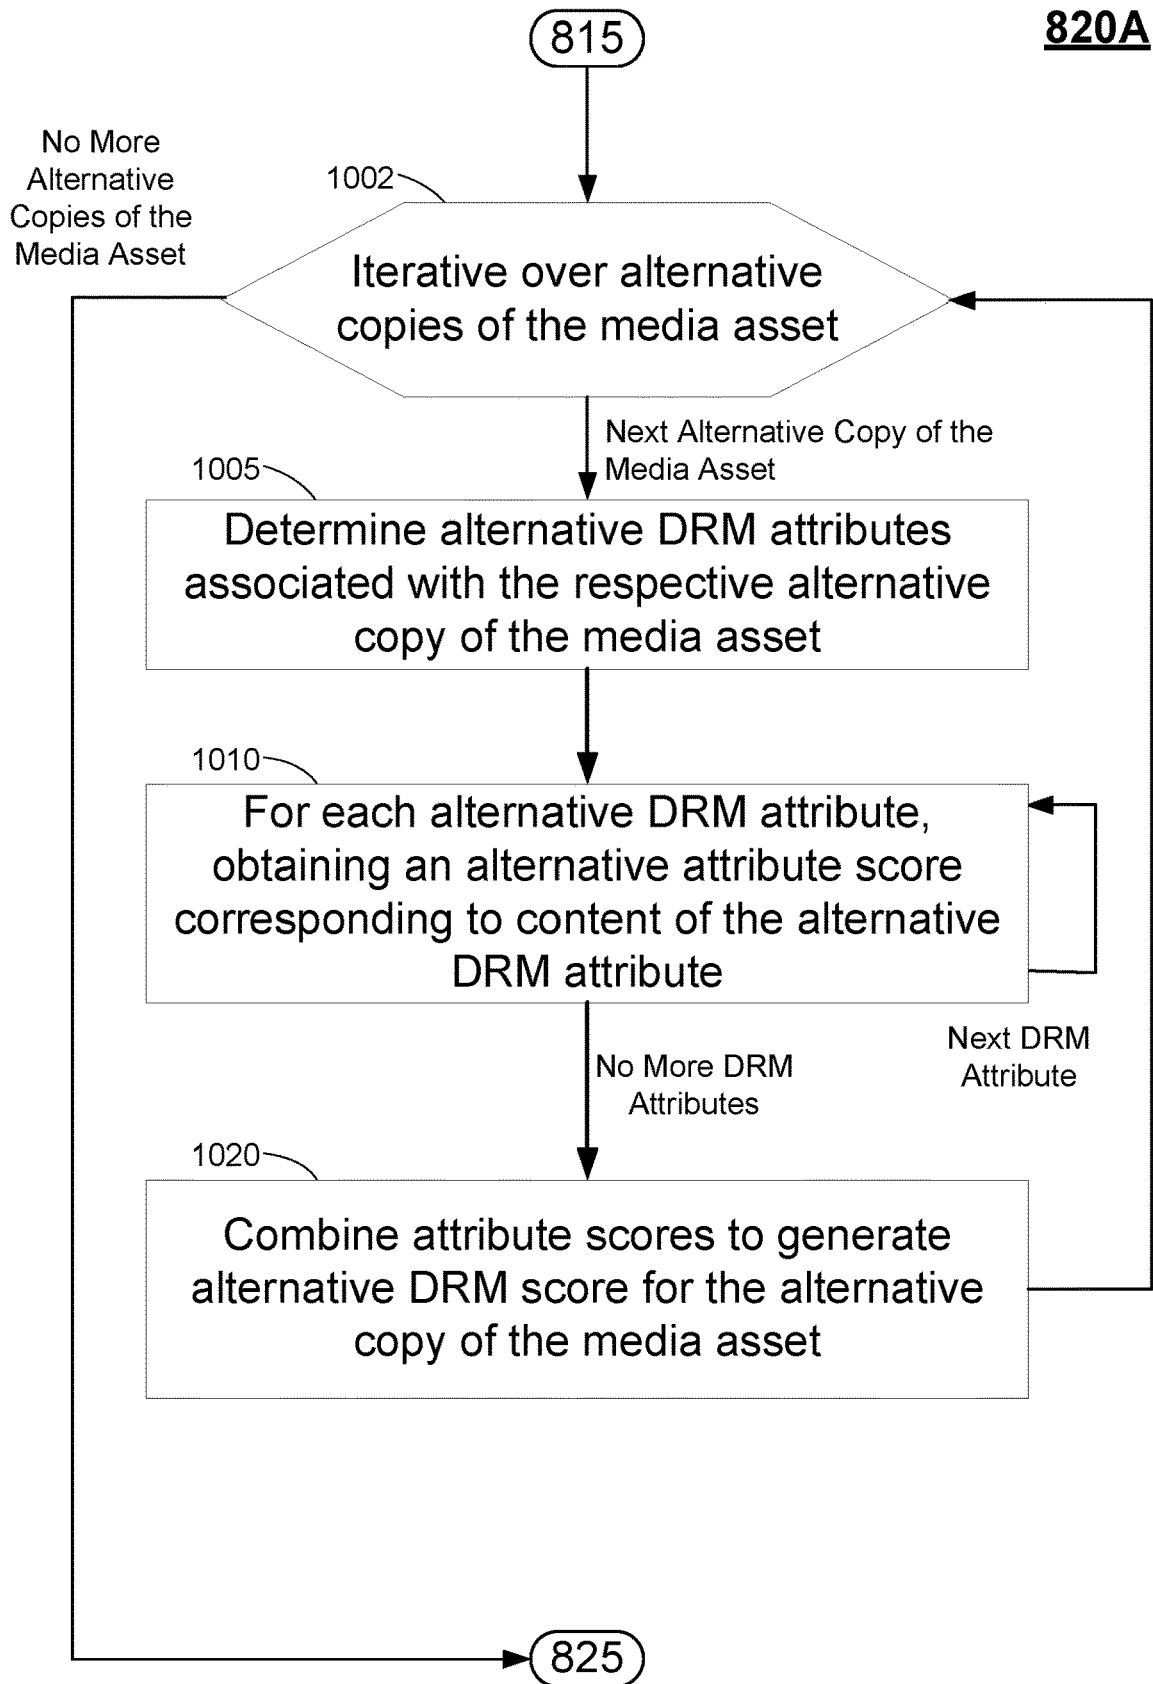 815
820A
No More
Alternative
Copies of the
Media Asset
1002
Iterative over alternative
copies of the media asset
Next Alternative Copy of the
Media Asset
1005
Determine alternative DRM attributes
associated with the respective alternative
copy of the media asset
1010
For each alternative DRM attribute,
obtaining an alternative attribute score
corresponding to content of the alternative
DRM attribute
Next DRM
Attribute
No More DRM
Attributes
1020
Combine attribute scores to generate
alternative DRM score for the alternative
copy of the media asset
825